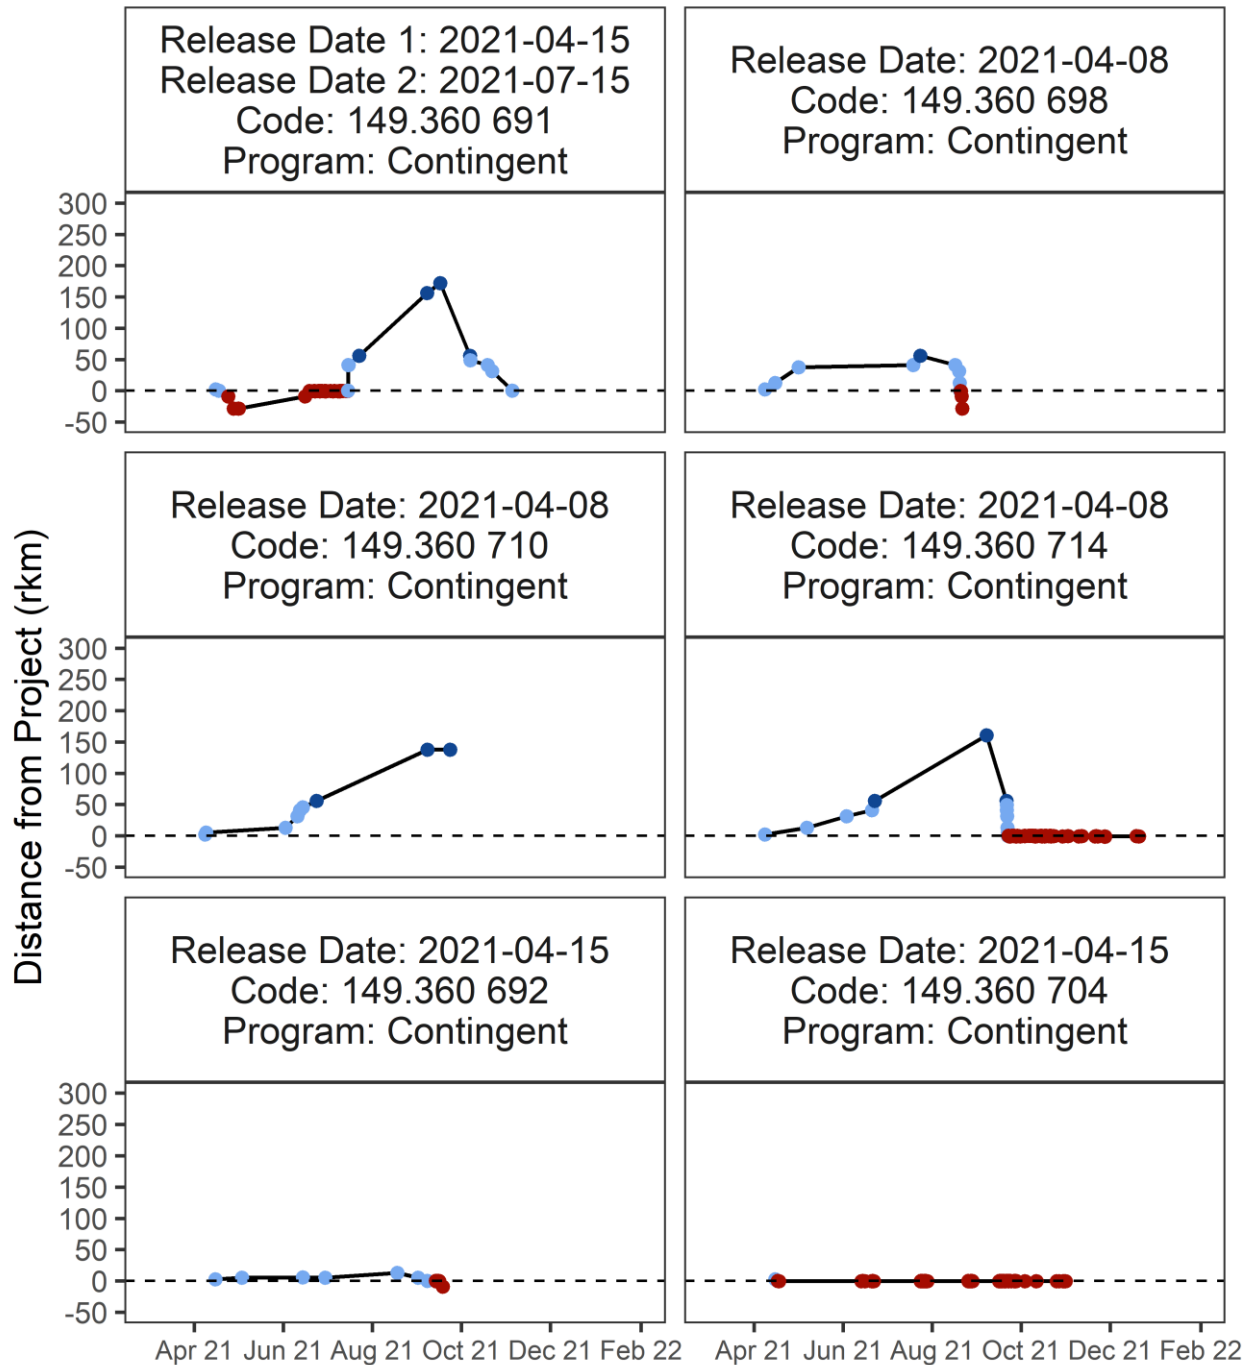 Release Date 1: 2021-04-15
Release Date 2: 2021-07-15
Code: 149.360 691
Program: Contingent
Release Date: 2021-04-08
Code: 149.360 698
Program: Contingent
300
250
200
150
100
50
0
-50
Release Date: 2021-04-08
Code: 149.360 710
Program: Contingent
Release Date: 2021-04-08
Code: 149.360 714
Program: Contingent
300
250
200
150
100
50
0
-50
Distance from Project (rkm)
Release Date: 2021-04-15
Code: 149.360 692
Program: Contingent
Release Date: 2021-04-15
Code: 149.360 704
Program: Contingent
300
250
200
150
100
50
0
-50
Apr 21 Jun 21 Aug 21 Oct 21 Dec 21 Feb 22
Apr 21 Jun 21 Aug 21 Oct 21 Dec 21 Feb 22